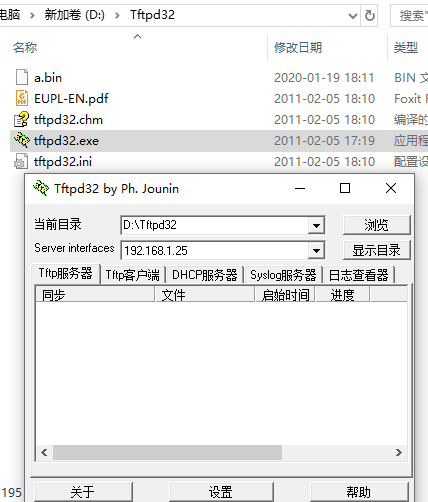 电脑 > 新加卷 (D:) > Tftpd32 搜索"
名称 修改日期 类型
a.bin 2020-01-19 18:11 BIN 文
EUPL-EN.pdf 2011-02-05 18:10 Foxit F
tftpd32.chm 2011-02-05 18:10 编译的
tftpd32.exe 2011-02-05 17:19 应用程
tftpd32.ini 2011-02-05 18:10 配置设
Tftpd32 by Ph. Jounin
当前目录 D:\Tftpd32 浏览
Server interfaces 192.168.1.25 显示目录
Tftp服务器 Tftp客户端 DHCP服务器 Syslog服务器 日志查看器
同步 文件 启始时间 进度
195
关于 设置 帮助